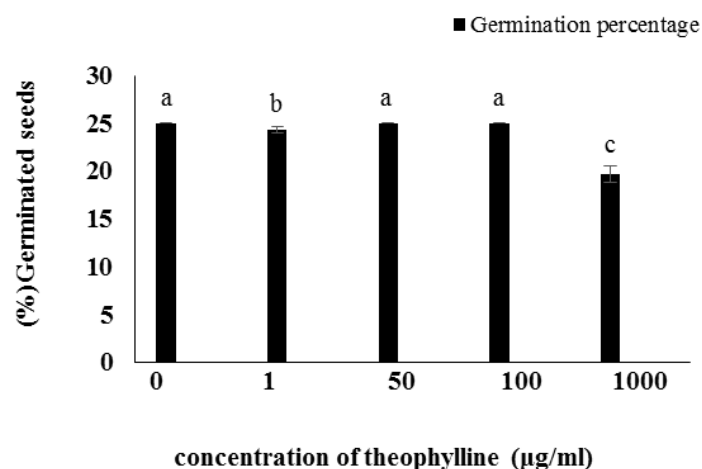 Germination percentage
(%)Germinated seeds
30
25
20
15
10
5
0
a
b
a
a
c
0 1 50 100 1000
concentration of theophylline (µg/ml)